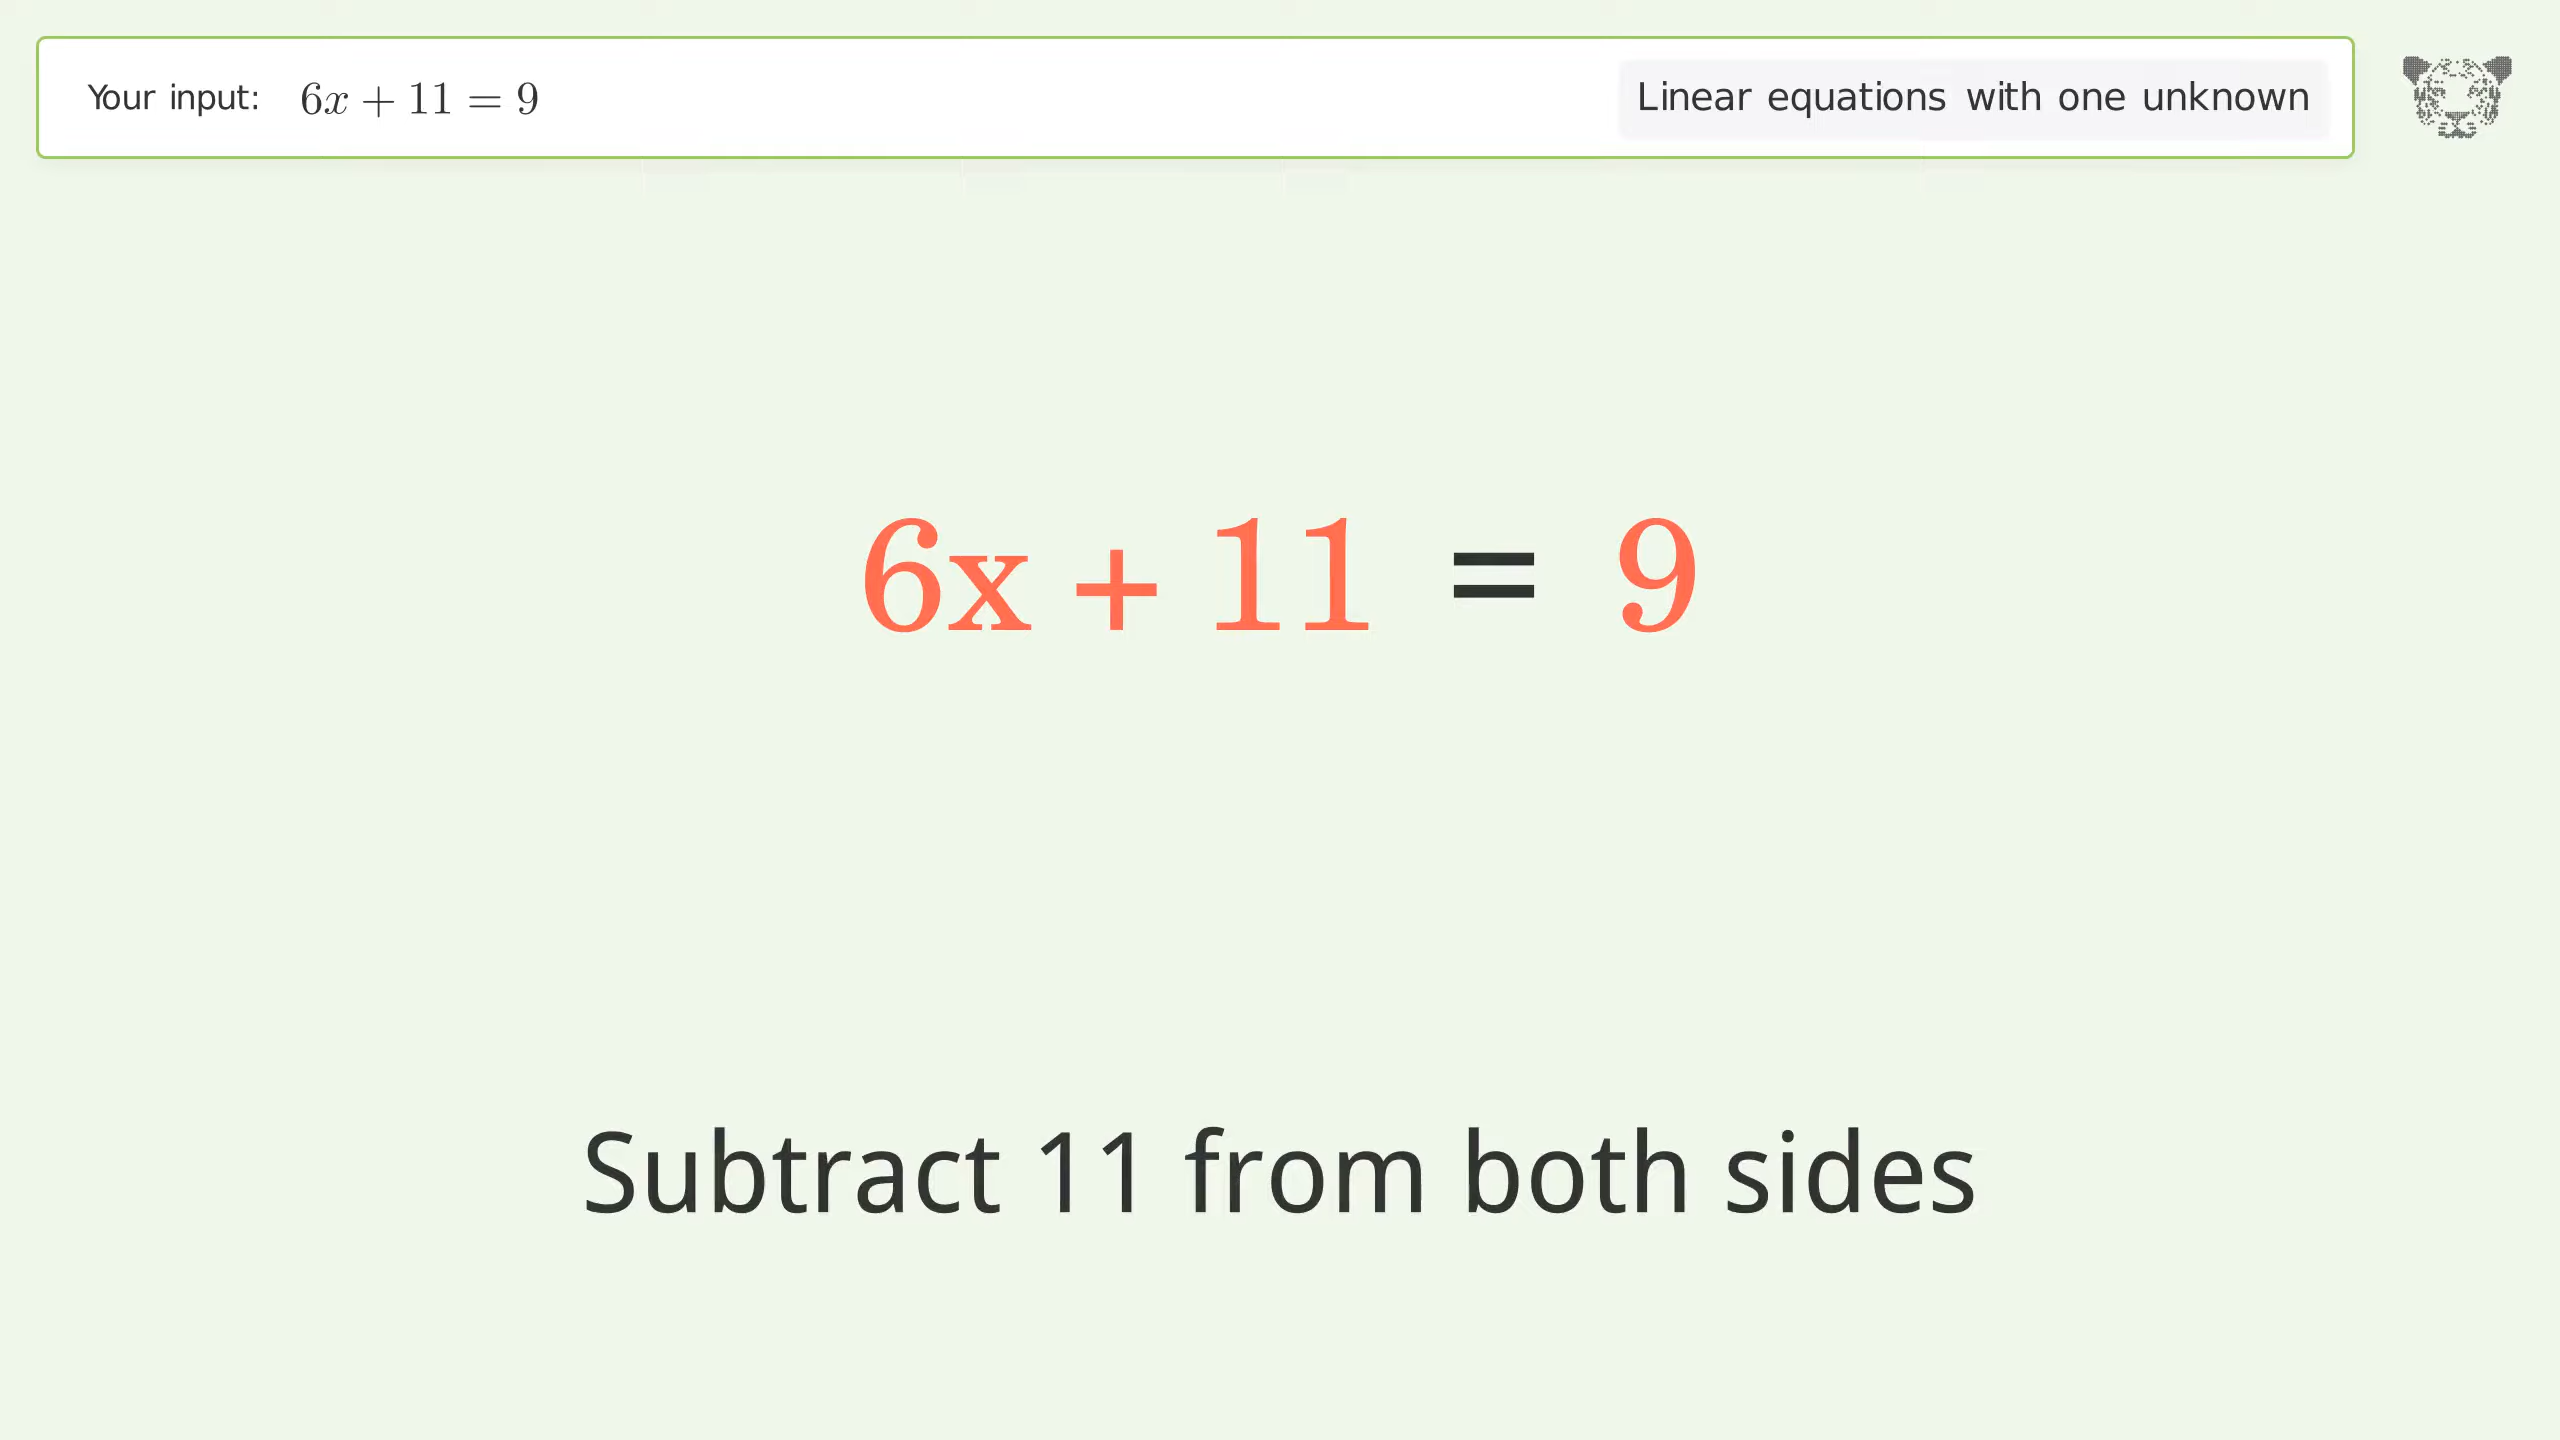 Your input: 6x + 11 = 9 Linear equations with one unknown
6x + 11 = 9
Subtract 11 from both sides